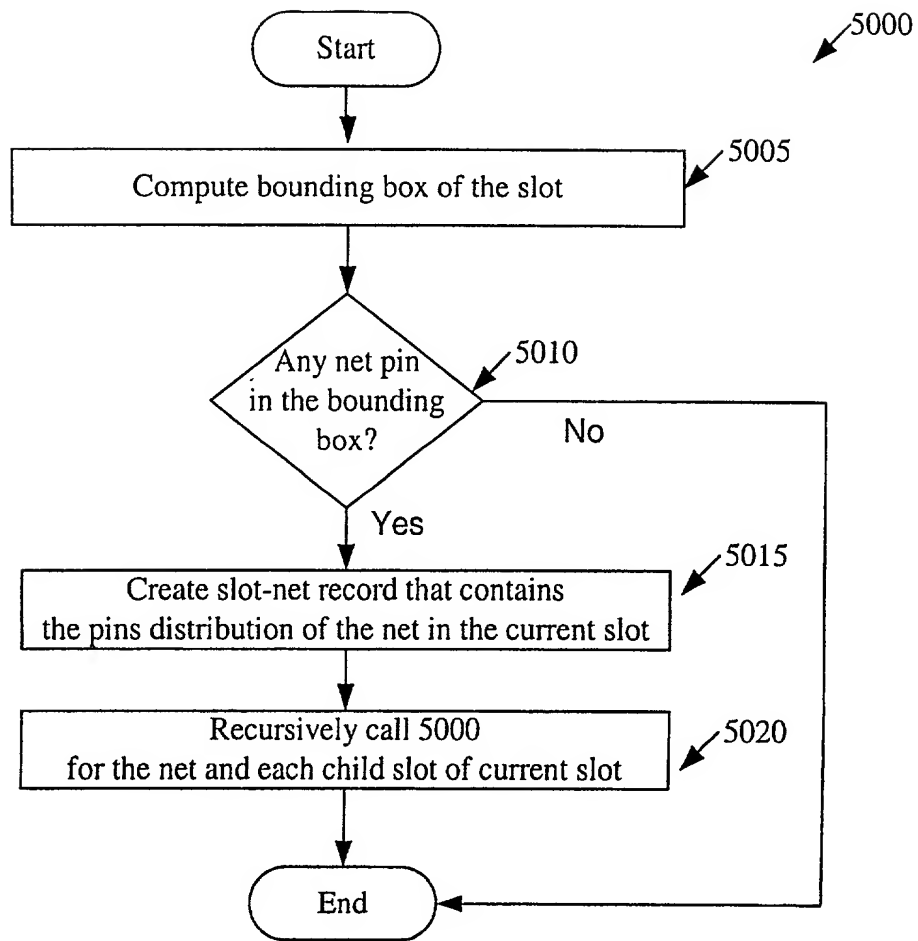 5000
Start
5005
Compute bounding box of the slot
5010
Any net pin
in the bounding
box?
No
Yes
5015
Create slot-net record that contains
the pins distribution of the net in the current slot
5020
Recursively call 5000
for the net and each child slot of current slot
End